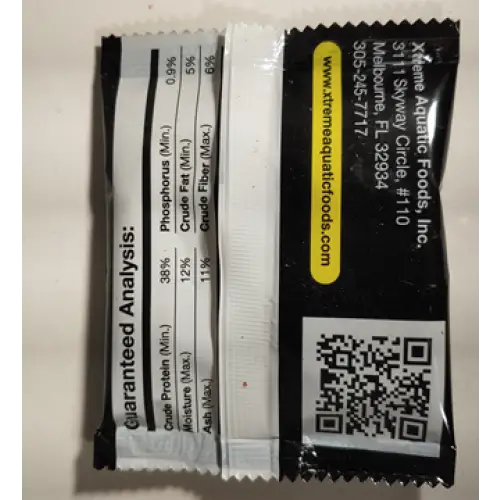 Guaranteed Analysis:
Crude Protein (Min.) 38% Phosphorus (Min.) 0.9%
Moisture (Max.) 12% Crude Fat (Min.) 5%
Ash (Max.) 11% Crude Fiber (Max.) 6%
Xtreme Aquatic Foods, Inc.
3111 Skyway Circle, #110
Melbourne, FL 32934
305-245-7717
www.xtremeaquaticfoods.com